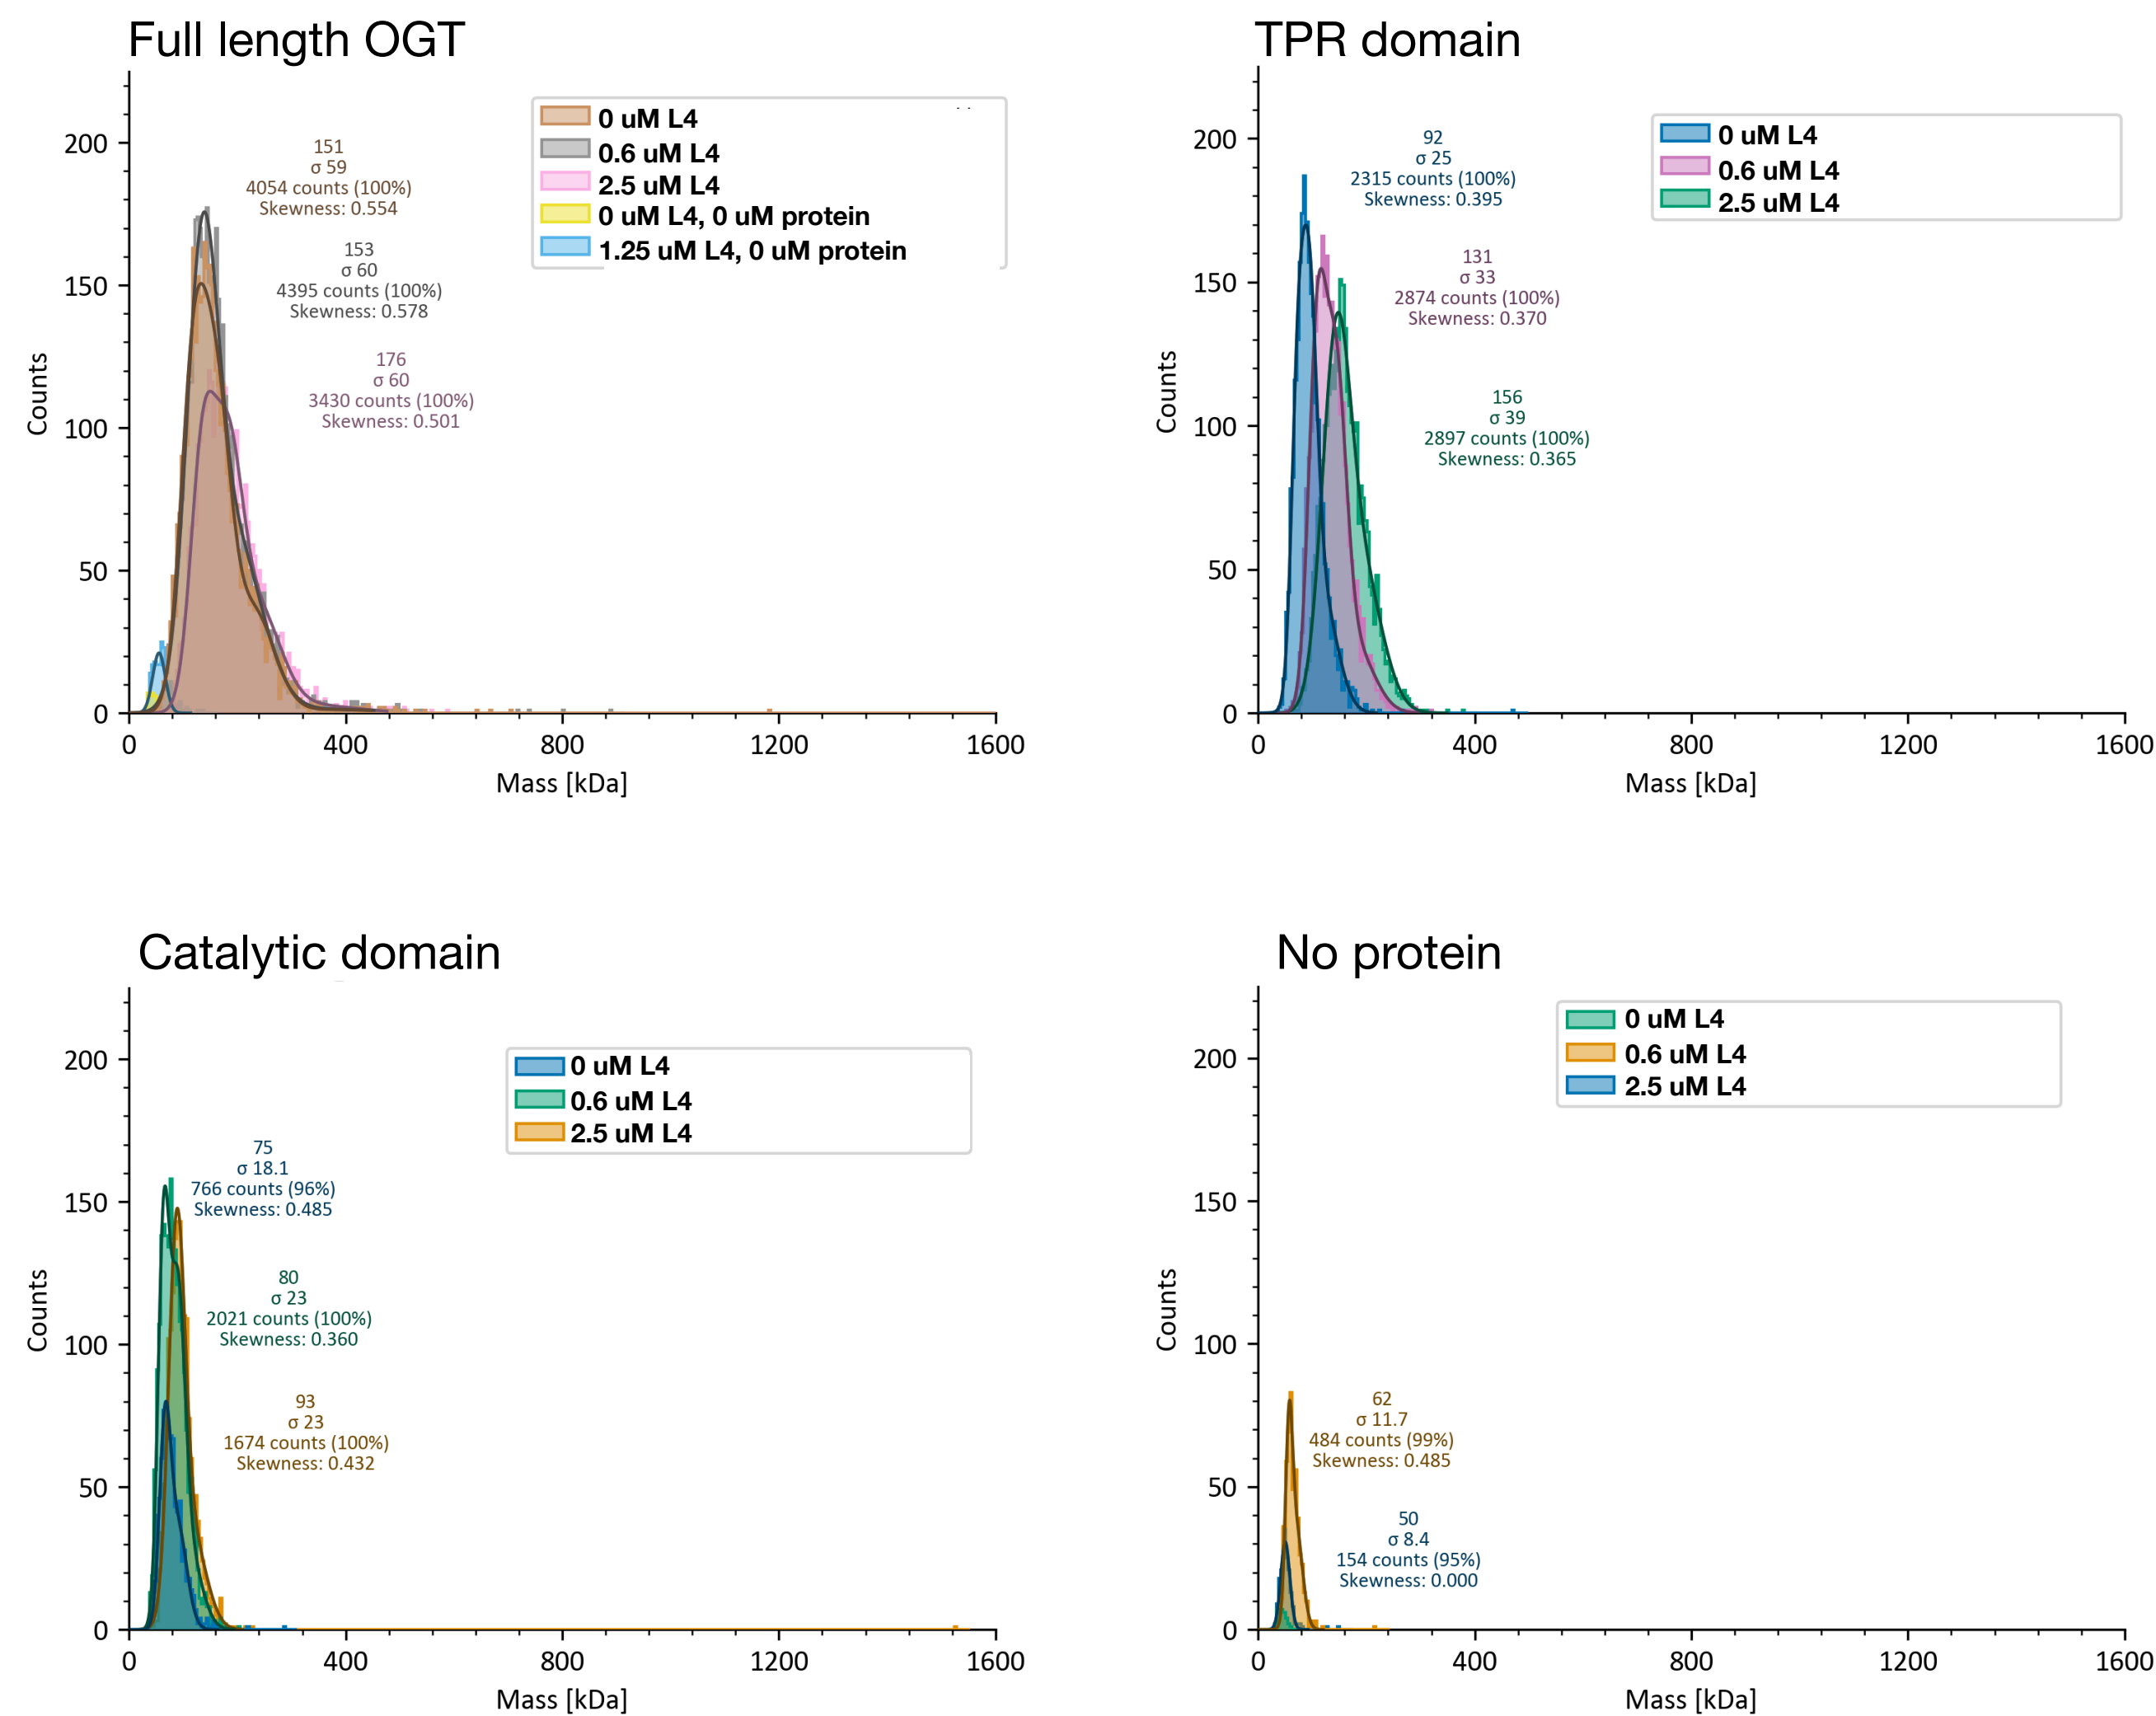 Full length OGT
200
150
100
50
0
Counts
151
σ 59
4054 counts (100%)
Skewness: 0.554
153
σ 60
4395 counts (100%)
Skewness: 0.578
176
σ 60
3430 counts (100%)
Skewness: 0.501
0 uM L4
0.6 uM L4
2.5 uM L4
0 uM L4, 0 uM protein
1.25 uM L4, 0 uM protein
0 400 800 1200 1600
Mass [kDa]
TPR domain
200
150
100
50
0
Counts
92
σ 25
2315 counts (100%)
Skewness: 0.395
131
σ 33
2874 counts (100%)
Skewness: 0.370
156
σ 39
2897 counts (100%)
Skewness: 0.365
0 uM L4
0.6 uM L4
2.5 uM L4
0 400 800 1200 1600
Mass [kDa]
Catalytic domain
200
150
100
50
0
Counts
75
σ 18.1
766 counts (96%)
Skewness: 0.485
80
σ 23
2021 counts (100%)
Skewness: 0.360
93
σ 23
1674 counts (100%)
Skewness: 0.432
0 uM L4
0.6 uM L4
2.5 uM L4
0 400 800 1200 1600
Mass [kDa]
No protein
200
150
100
50
0
Counts
62
σ 11.7
484 counts (99%)
Skewness: 0.485
50
σ 8.4
154 counts (95%)
Skewness: 0.000
0 uM L4
0.6 uM L4
2.5 uM L4
0 400 800 1200 1600
Mass [kDa]